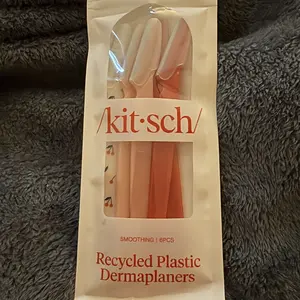 /kit·sch/
SMOOTHING | 6PCS
Recycled Plastic
Dermaplaners